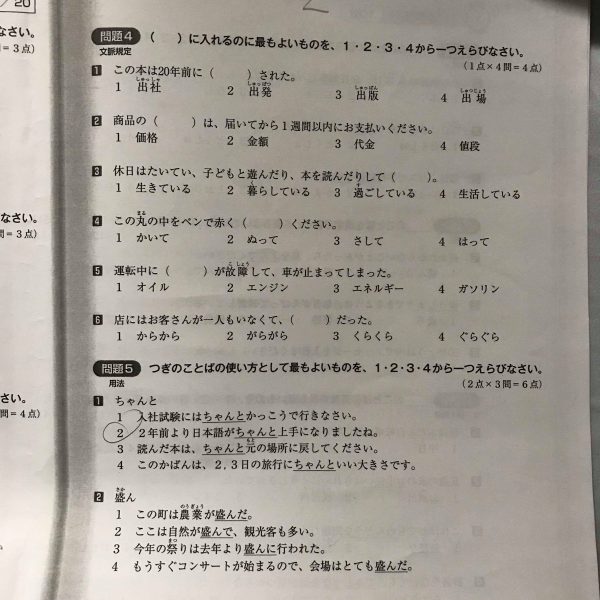 /20
なさい。
=3点)
問題4 ( )に入れるのに最もよいものを、1・2・3・4から一つえらびなさい。
文脈規定
(1点×4問=4点)
1 この本は20年前に( )された。
1 出社 2 出発 3 出版 4 出場
2 商品の( )は、届いてから1週間以内にお支払いください。
1 価格 2 金額 3 代金 4 値段
3 休日はたいてい、子どもと遊んだり、本を読んだりして( )。
1 生きている 2 暮らしている 3 過ごしている 4 生活している
なさい。
問=3点)
4 この丸の中をペンで赤く( )ください。
1 かいて 2 ぬって 3 さして 4 はって
5 運転中に( )が故障して、車が止まってしまった。
1 オイル 2 エンジン 3 エネルギー 4 ガソリン
6 店にはお客さんが一人もいなくて、( )だった。
1 からから 2 がらがら 3 くらくら 4 ぐらぐら
問題5 つぎのことばの使い方として最もよいものを、1・2・3・4から一つえらびなさい。
用法
(2点×3問=6点)
さい。
問=4点)
1 ちゃんと
1 入社試験にはちゃんとかっこうで行きなさい。
2 2年前より日本語がちゃんと上手になりましたね。
3 読んだ本は、ちゃんと元の場所に戻してください。
4 このかばんは、2,3日の旅行にちゃんといい大きさです。
2 盛ん
1 この町は農業が盛んだ。
2 ここは自然が盛んで、観光客も多い。
3 今年の祭りは去年より盛んに行われた。
4 もうすぐコンサートが始まるので、会場はとても盛んだ。